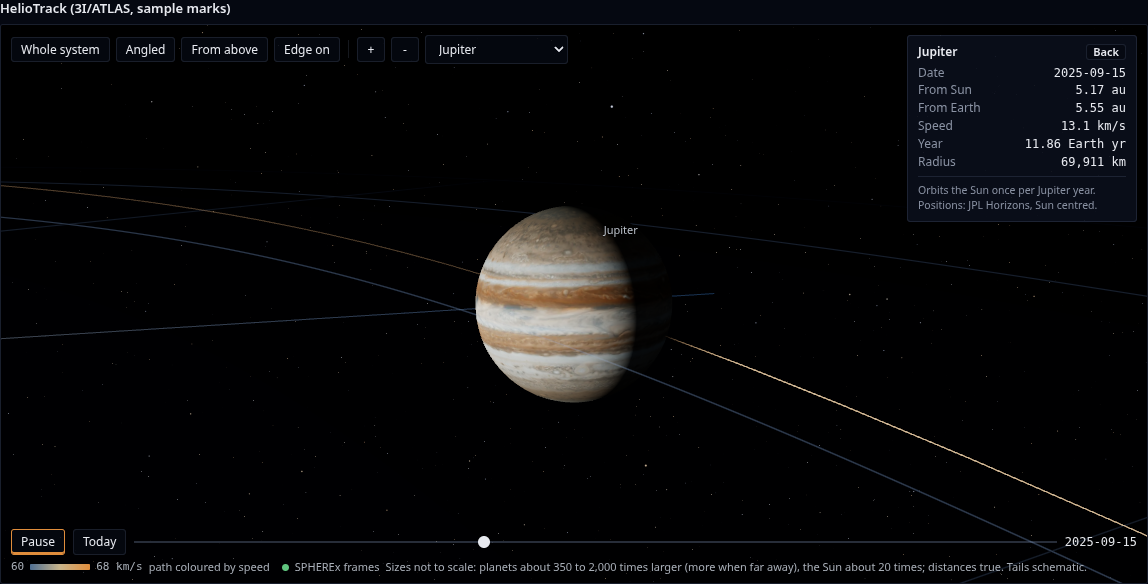 HelioTrack (3I/ATLAS, sample marks)
Whole system Angled From above Edge on + - Jupiter
Jupiter Back
Date 2025-09-15
From Sun 5.17 au
From Earth 5.55 au
Speed 13.1 km/s
Year 11.86 Earth yr
Radius 69,911 km
Orbits the Sun once per Jupiter year.
Positions: JPL Horizons, Sun centred.
Jupiter
Pause Today 2025-09-15
60 68 km/s path coloured by speed SPHEREx frames Sizes not to scale: planets about 350 to 2,000 times larger (more when far away), the Sun about 20 times; distances true. Tails schematic.